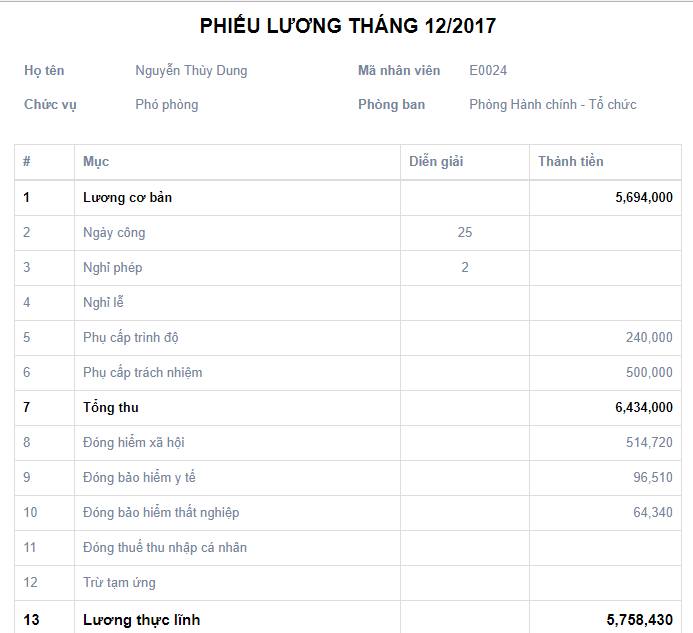 PHIẾU LƯƠNG THÁNG 12/2017
Họ tên Nguyễn Thùy Dung Mã nhân viên E0024
Chức vụ Phó phòng Phòng ban Phòng Hành chính - Tổ chức
# Mục Diễn giải Thành tiền
1 Lương cơ bản 5,694,000
2 Ngày công 25
3 Nghỉ phép 2
4 Nghỉ lễ
5 Phụ cấp trình độ 240,000
6 Phụ cấp trách nhiệm 500,000
7 Tổng thu 6,434,000
8 Đóng hiểm xã hội 514,720
9 Đóng bảo hiểm y tế 96,510
10 Đóng bảo hiểm thất nghiệp 64,340
11 Đóng thuế thu nhập cá nhân
12 Trừ tạm ứng
13 Lương thực lĩnh 5,758,430